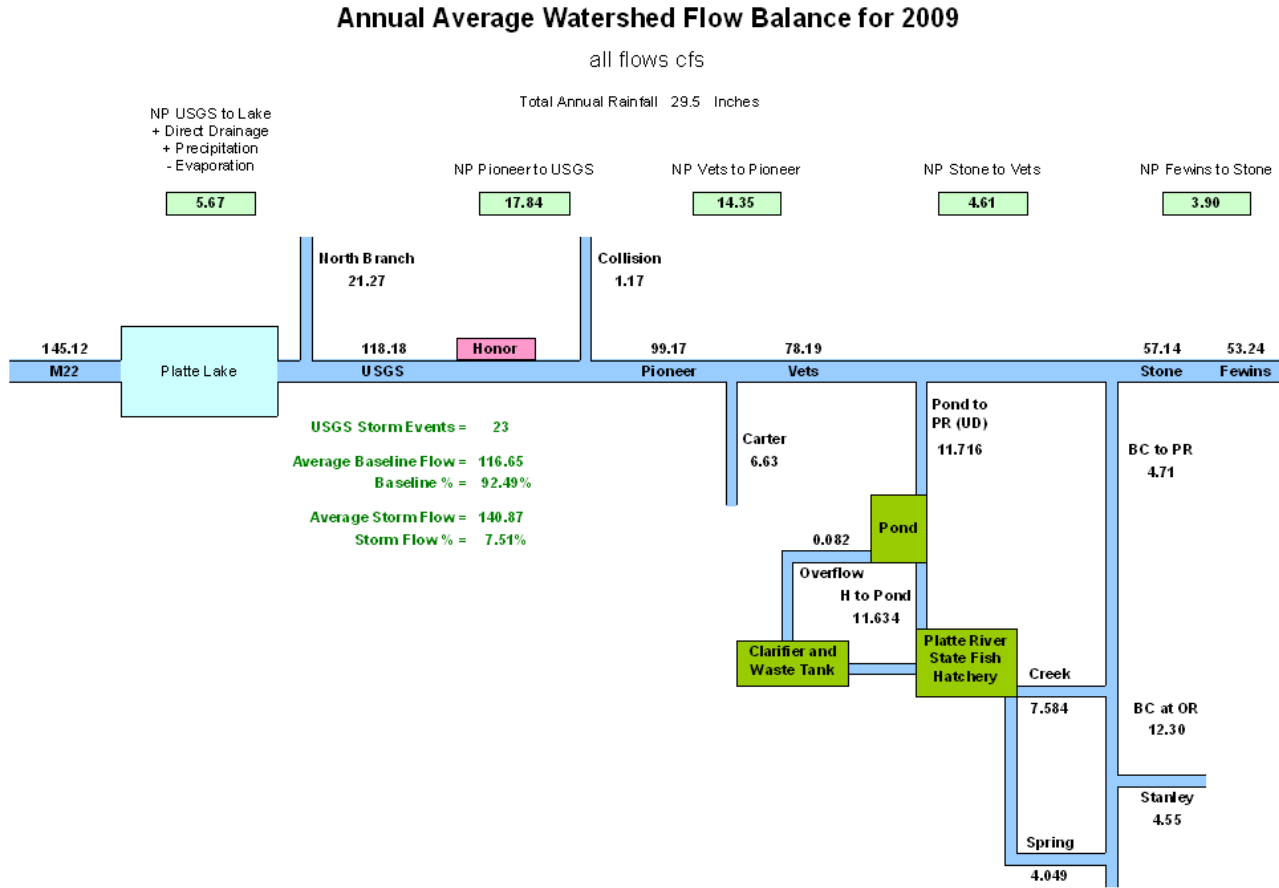 Annual Average Watershed Flow Balance for 2009
all flows cfs
Total Annual Rainfall 29.5 Inches
NP USGS to Lake
+ Direct Drainage
+ Precipitation
- Evaporation
5.67
NP Pioneer to USGS
17.84
NP Vets to Pioneer
14.35
NP Stone to Vets
4.61
NP Fewins to Stone
3.90
North Branch
21.27
Collision
1.17
145.12
M22
Platte Lake
118.18
USGS
Honor
99.17
Pioneer
78.19
Vets
57.14
Stone
53.24
Fewins
USGS Storm Events = 23
Average Baseline Flow = 116.65
Baseline % = 92.49%
Average Storm Flow = 140.87
Storm Flow % = 7.51%
Carter
6.63
Pond to
PR (UD)
11.716
BC to PR
4.71
Pond
0.082
Overflow
H to Pond
11.634
Clarifier and
Waste Tank
Platte River
State Fish
Hatchery
Creek
7.584
BC at OR
12.30
Stanley
4.55
Spring
4.049